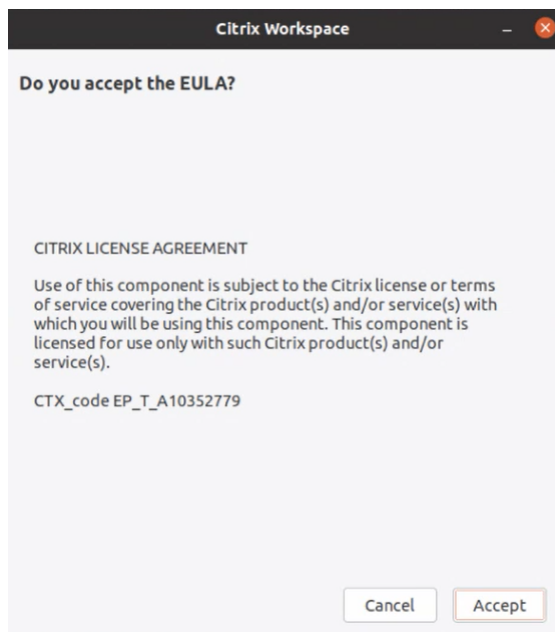 Citrix Workspace
Do you accept the EULA?
CITRIX LICENSE AGREEMENT
Use of this component is subject to the Citrix license or terms
of service covering the Citrix product(s) and/or service(s) with
which you will be using this component. This component is
licensed for use only with such Citrix product(s) and/or
service(s).
CTX_code EP_T_A10352779
Cancel
Accept